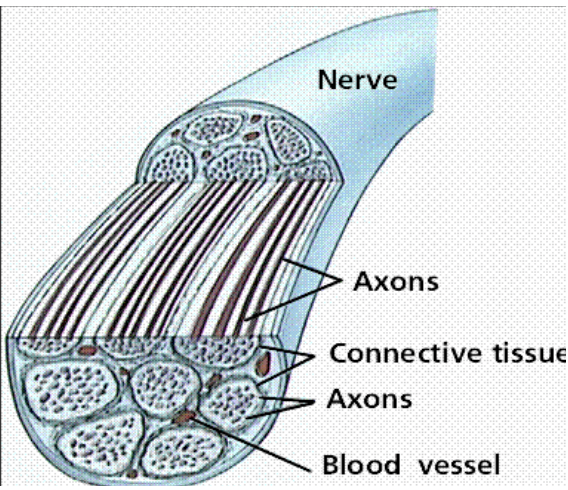 Nerve
Axons
Connective tissue
Axons
Blood vessel